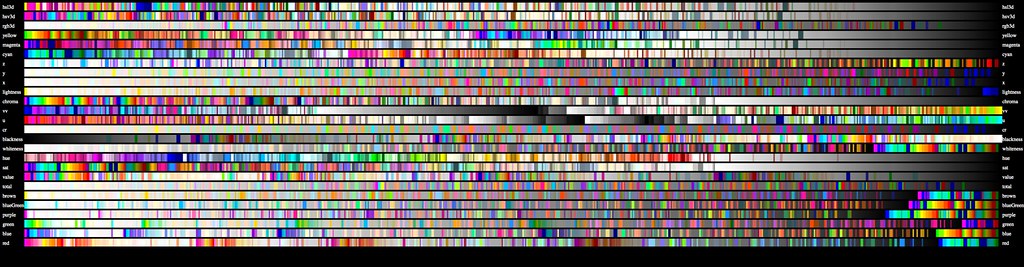 hsl3d hsl3d
hsv3d hsv3d
rgb3d rgb3d
yellow yellow
magenta magenta
cyan cyan
z z
y y
x x
lightness lightness
chroma chroma
vv vv
u u
cr cr
blackness blackness
whiteness whiteness
hue hue
sat sat
value value
total total
brown brown
blueGreen blueGreen
purple purple
green green
blue blue
red red